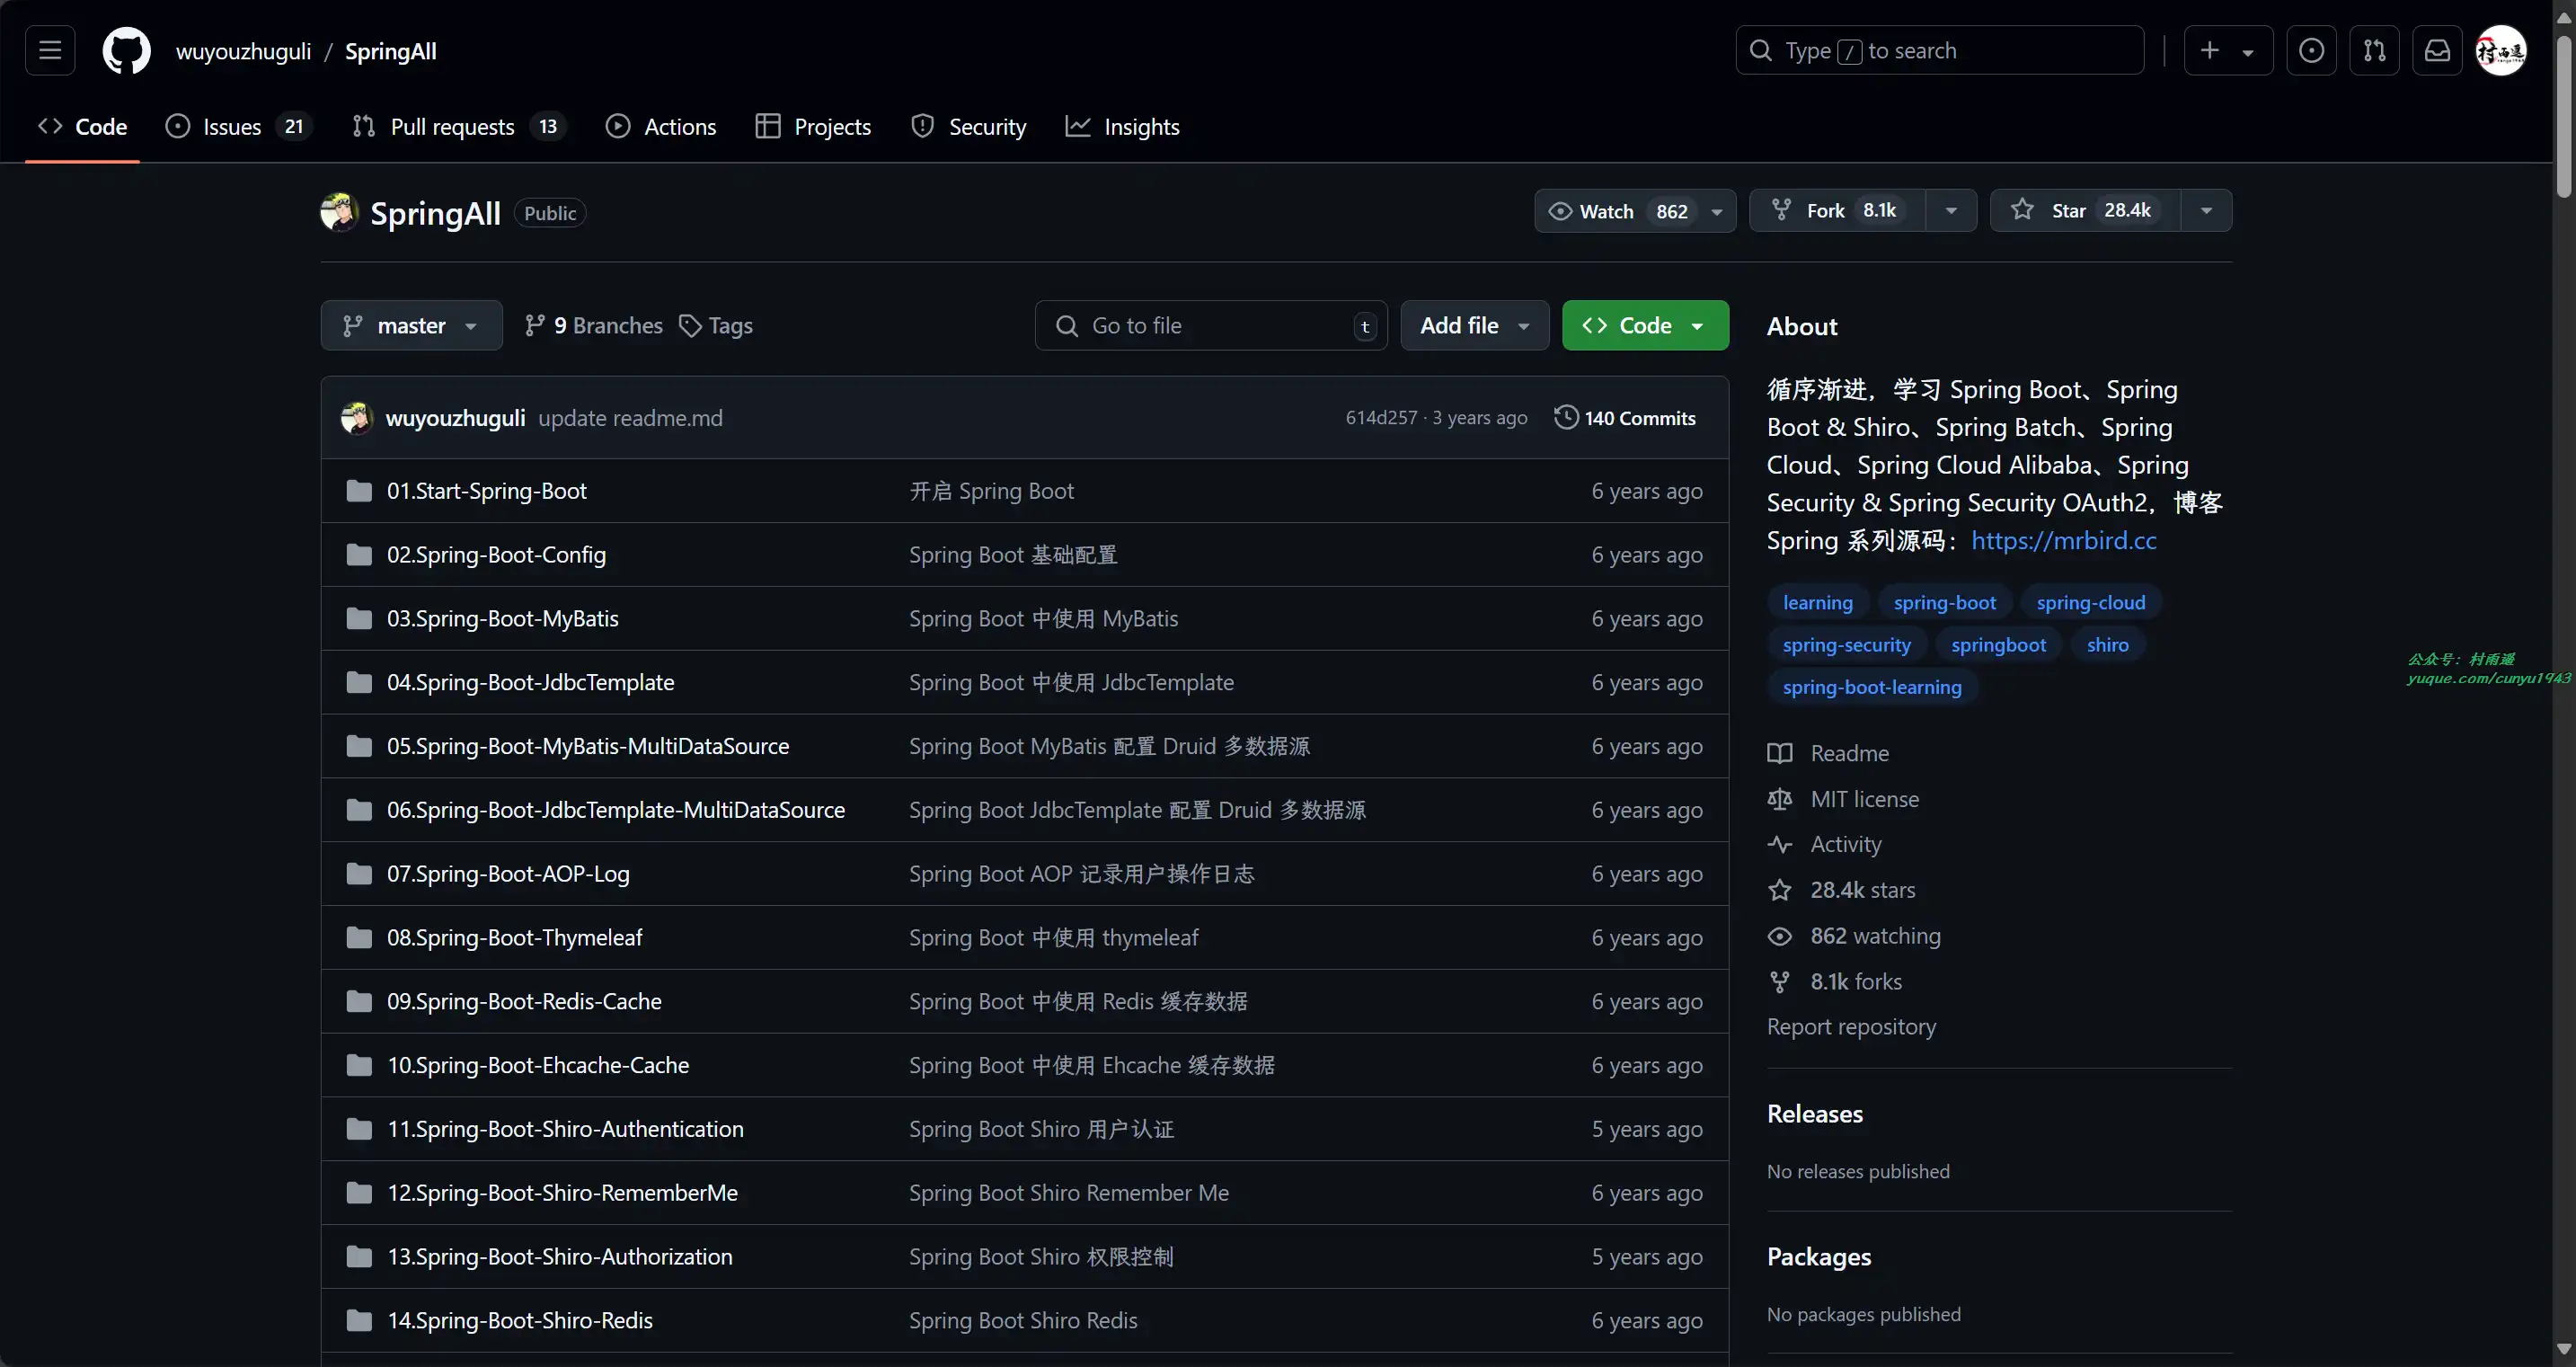 wuyouzhuguli / SpringAll
Type / to search
Code
Issues 21
Pull requests 13
Actions
Projects
Security
Insights
SpringAll Public
Watch 862
Fork 8.1k
Star 28.4k
master
9 Branches
Tags
Go to file t
Add file
Code
wuyouzhuguli update readme.md 614d257 · 3 years ago 140 Commits
01.Start-Spring-Boot 开启 Spring Boot 6 years ago
02.Spring-Boot-Config Spring Boot 基础配置 6 years ago
03.Spring-Boot-MyBatis Spring Boot 中使用 MyBatis 6 years ago
04.Spring-Boot-JdbcTemplate Spring Boot 中使用 JdbcTemplate 6 years ago
05.Spring-Boot-MyBatis-MultiDataSource Spring Boot MyBatis 配置 Druid 多数据源 6 years ago
06.Spring-Boot-JdbcTemplate-MultiDataSource Spring Boot JdbcTemplate 配置 Druid 多数据源 6 years ago
07.Spring-Boot-AOP-Log Spring Boot AOP 记录用户操作日志 6 years ago
08.Spring-Boot-Thymeleaf Spring Boot 中使用 thymeleaf 6 years ago
09.Spring-Boot-Redis-Cache Spring Boot 中使用 Redis 缓存数据 6 years ago
10.Spring-Boot-Ehcache-Cache Spring Boot 中使用 Ehcache 缓存数据 6 years ago
11.Spring-Boot-Shiro-Authentication Spring Boot Shiro 用户认证 5 years ago
12.Spring-Boot-Shiro-RememberMe Spring Boot Shiro Remember Me 6 years ago
13.Spring-Boot-Shiro-Authorization Spring Boot Shiro 权限控制 5 years ago
14.Spring-Boot-Shiro-Redis Spring Boot Shiro Redis 6 years ago
About
循序渐进，学习 Spring Boot、Spring
Boot & Shiro、Spring Batch、Spring
Cloud、Spring Cloud Alibaba、Spring
Security & Spring Security OAuth2，博客
Spring 系列源码：https://mrbird.cc
learning spring-boot spring-cloud
spring-security springboot shiro
spring-boot-learning
Readme
MIT license
Activity
28.4k stars
862 watching
8.1k forks
Report repository
Releases
No releases published
Packages
No packages published
公众号：村雨遥
yuque.com/cunyu1943